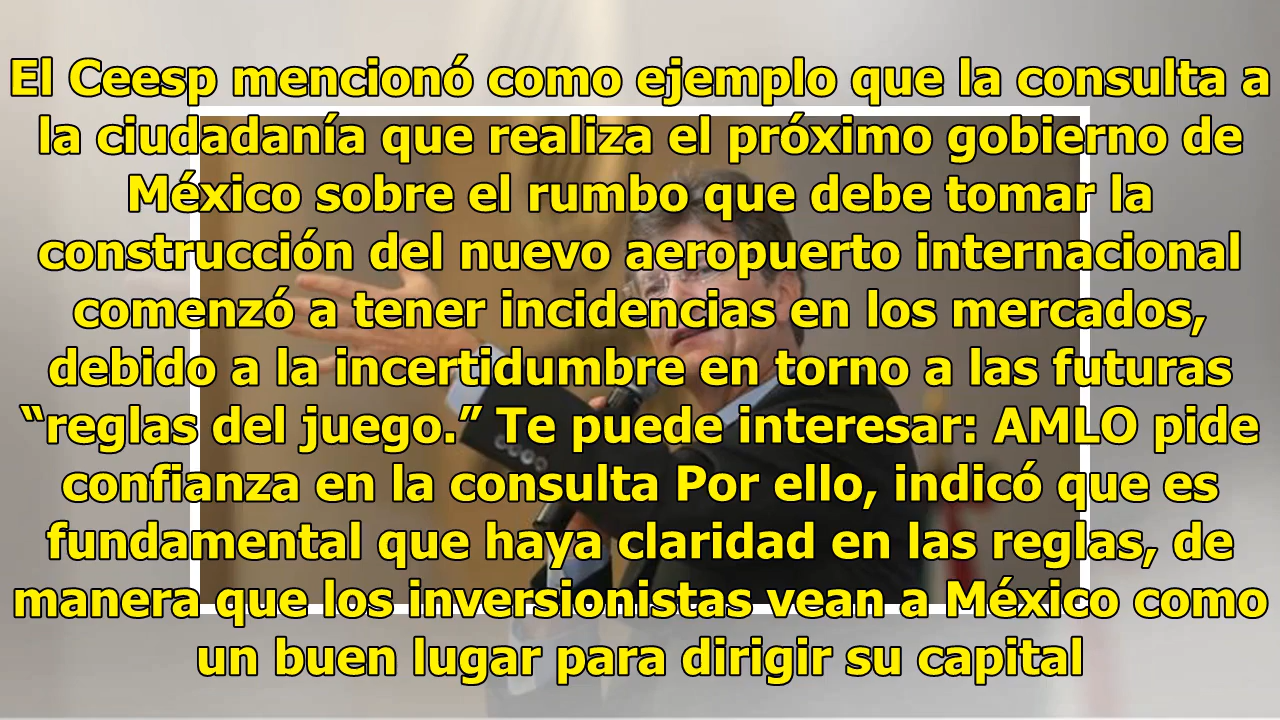 El Ceesp mencionó como ejemplo que la consulta a
la ciudadanía que realiza el próximo gobierno de
México sobre el rumbo que debe tomar la
construcción del nuevo aeropuerto internacional
comenzó a tener incidencias en los mercados,
debido a la incertidumbre en torno a las futuras
“reglas del juego.” Te puede interesar: AMLO pide
confianza en la consulta Por ello, indicó que es
fundamental que haya claridad en las reglas, de
manera que los inversionistas vean a México como
un buen lugar para dirigir su capital